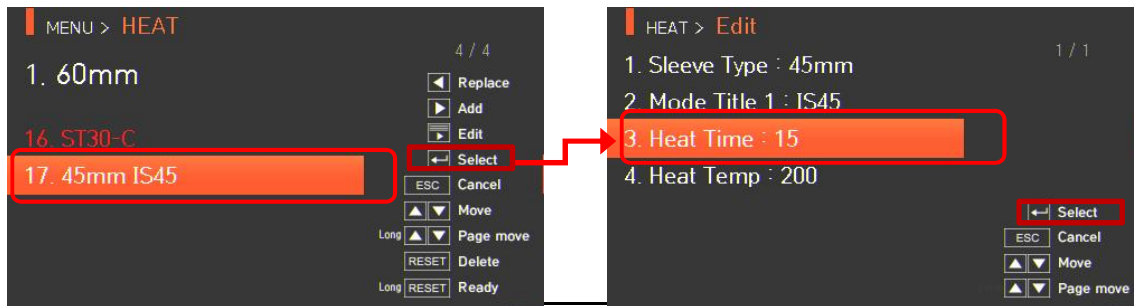 MENU > HEAT
4 / 4
1. 60mm
Replace
Add
16. ST30-C
Edit
Select
17. 45mm IS45
ESC Cancel
Move
Long Page move
RESET Delete
Long RESET Ready
HEAT > Edit
1 / 1
1. Sleeve Type : 45mm
2. Mode Title 1 : IS45
3. Heat Time : 15
4. Heat Temp : 200
Select
ESC Cancel
Move
Page move